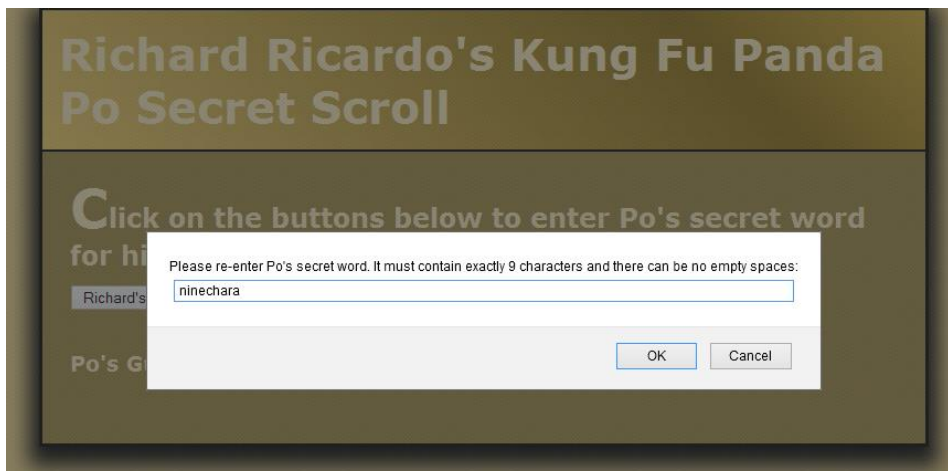 Richard Ricardo's Kung Fu Panda
Po Secret Scroll
Click on the buttons below to enter Po's secret word
for hi
Please re-enter Po's secret word. It must contain exactly 9 characters and there can be no empty spaces:
ninechara
Richard's
OK Cancel
Po's G